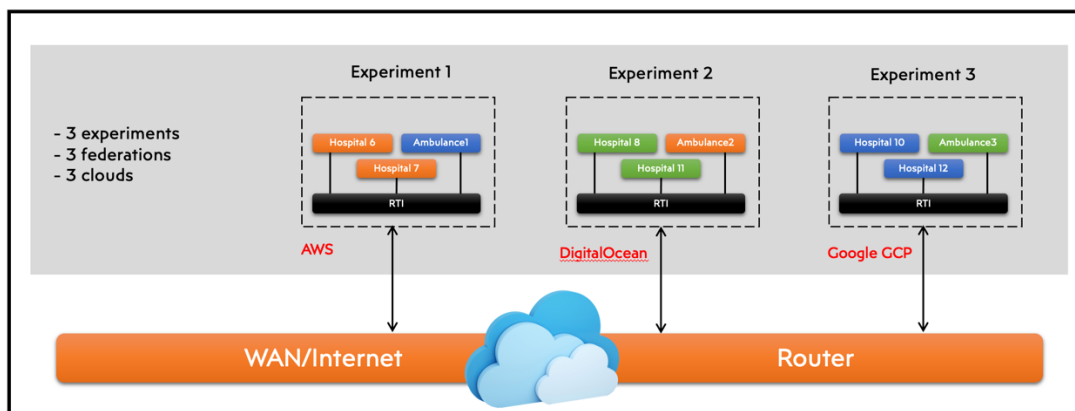 Experiment 1
Experiment 2
Experiment 3
- 3 experiments
- 3 federations
- 3 clouds
Hospital 6
Ambulance1
Hospital 7
RTI
Hospital 8
Ambulance2
Hospital 11
RTI
Hospital 10
Ambulance3
Hospital 12
RTI
AWS
DigitalOcean
Google GCP
WAN/Internet
Router